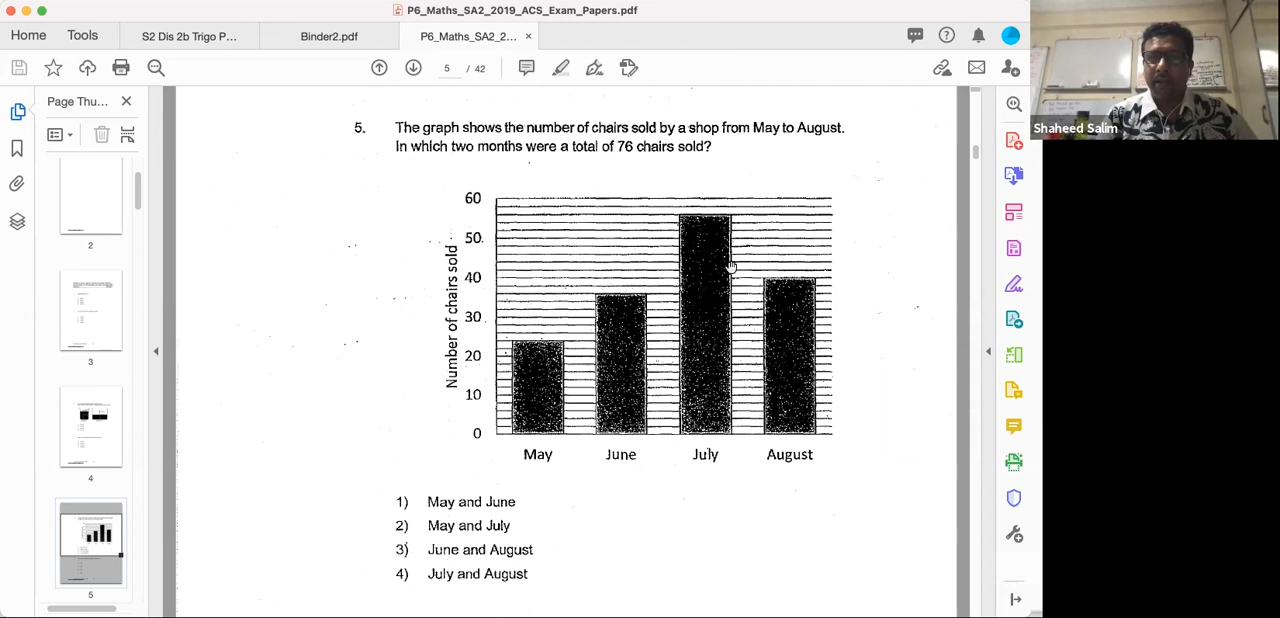 P6_Maths_SA2_2019_ACS_Exam_Papers.pdf
Home
Tools
S2 Dis 2b Trigo P...
Binder2.pdf
P6_Maths_SA2_2... ×
5 / 42
Page Thu...
2
3
4
5
Shaheed Salim
5. The graph shows the number of chairs sold by a shop from May to August.
In which two months were a total of 76 chairs sold?
Number of chairs sold
60
50
40
30
20
10
0
May June July August
1) May and June
2) May and July
3) June and August
4) July and August